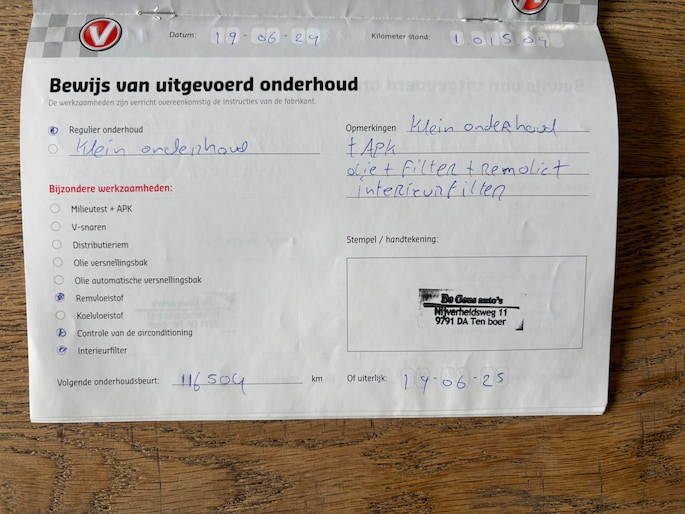 V
Datum: 19-06-24
Kilometer stand: 101504
Bewijs van uitgevoerd onderhoud
De werkzaamheden zijn verricht overeenkomstig de instructies van de fabrikant.
Regulier onderhoud
Klein onderhoud
Opmerkingen Klein onderhoud
+ APK
olie + filter + remolie+
interieurfilter
Bijzondere werkzaamheden:
Milieutest + APK
V-snaren
Distributieriem
Olie versnellingsbak
Olie automatische versnellingsbak
Remvloeistof
Koelvloeistof
Controle van de airconditioning
Interieurfilter
Stempel / handtekening:
De Gens auto's
Nijverheidsweg 11
9791 DA Ten boer
Volgende onderhoudsbeurt: 116504 km
Of uiterlijk: 19-06-25